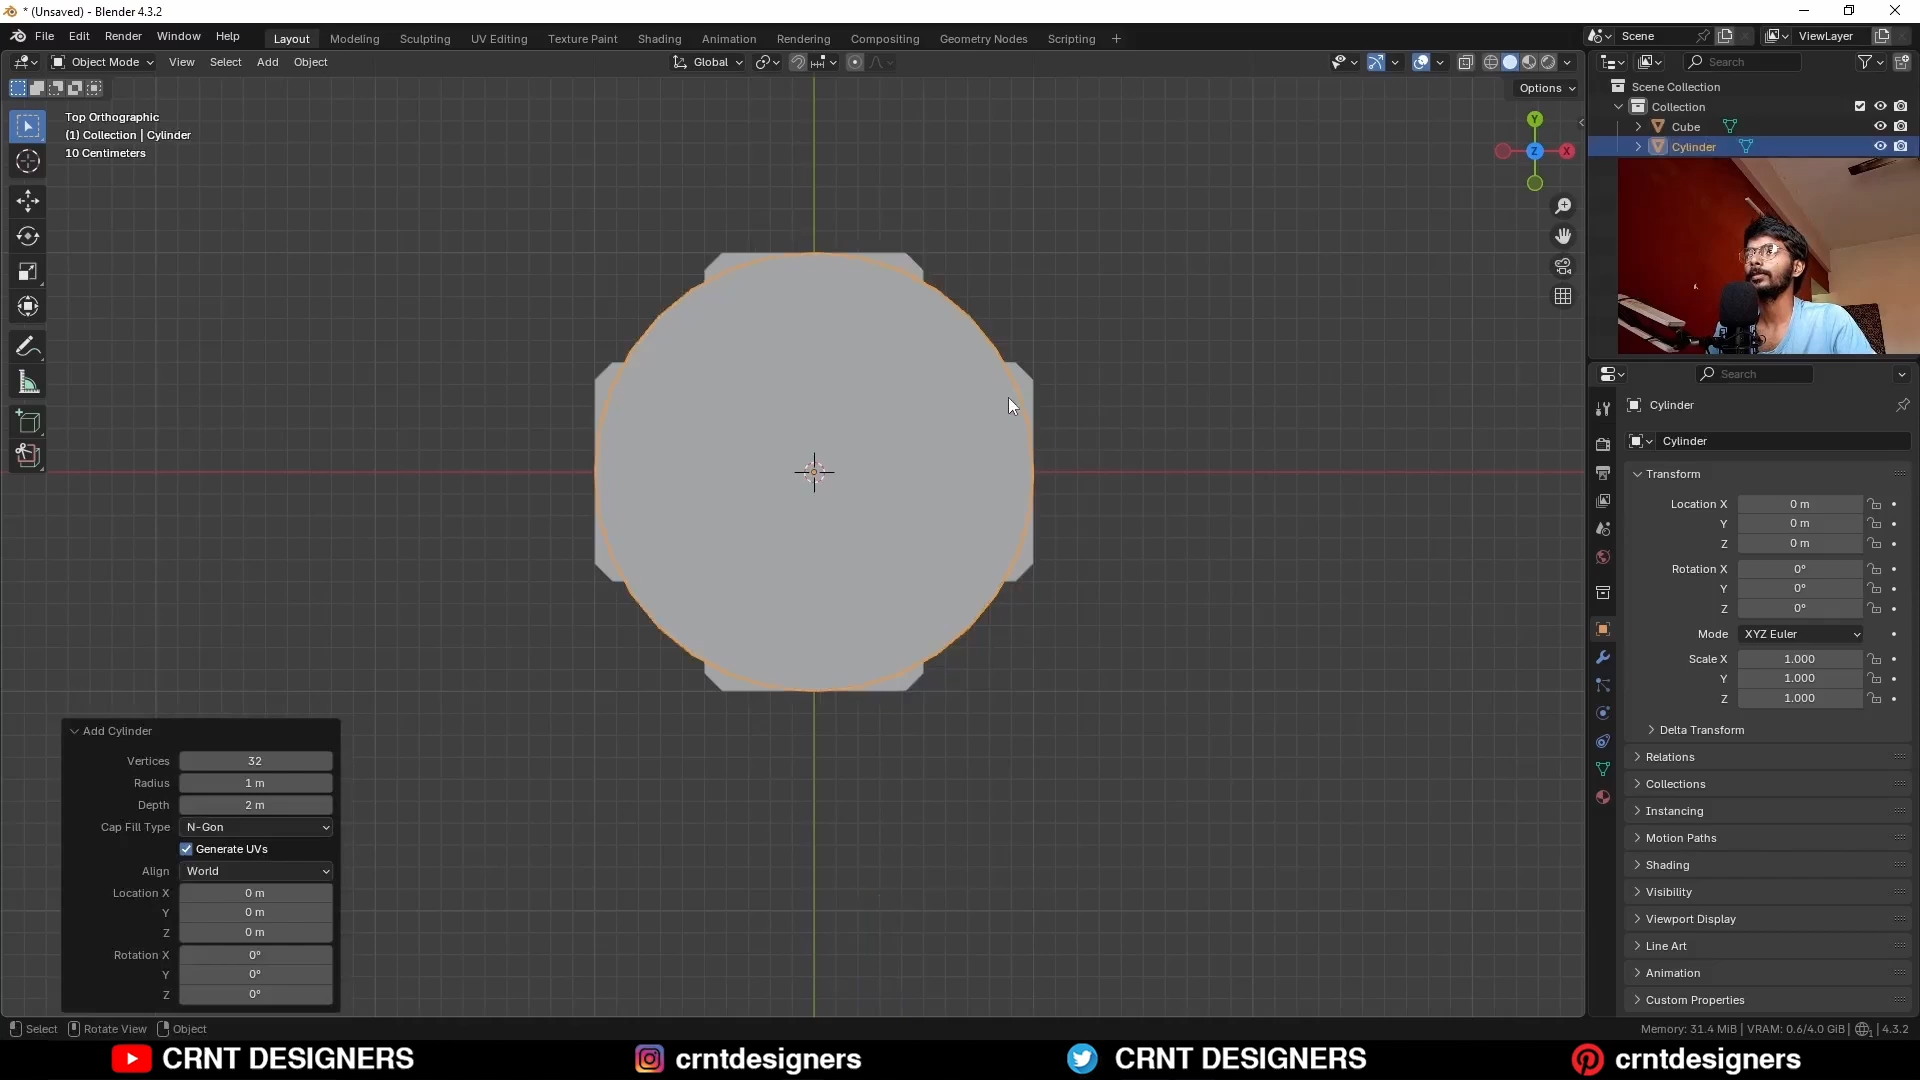 * (Unsaved) - Blender 4.3.2
File Edit Render Window Help
Layout Modeling Sculpting UV Editing Texture Paint Shading Animation Rendering Compositing Geometry Nodes Scripting +
Scene
ViewLayer
Object Mode View Select Add Object
Global
Options
Top Orthographic
(1) Collection | Cylinder
10 Centimeters
Y
Z
X
Search
Scene Collection
Collection
Cube
Cylinder
Search
Cylinder
Cylinder
Transform
Location X 0 m
Y 0 m
Z 0 m
Rotation X 0°
Y 0°
Z 0°
Mode XYZ Euler
Scale X 1.000
Y 1.000
Z 1.000
Delta Transform
Relations
Collections
Instancing
Motion Paths
Shading
Visibility
Viewport Display
Line Art
Animation
Custom Properties
Add Cylinder
Vertices 32
Radius 1 m
Depth 2 m
Cap Fill Type N-Gon
Generate UVs
Align World
Location X 0 m
Y 0 m
Z 0 m
Rotation X 0°
Y 0°
Z 0°
Select Rotate View Object
Memory: 31.4 MiB | VRAM: 0.6/4.0 GiB | 4.3.2
CRNT DESIGNERS crntdesigners CRNT DESIGNERS crntdesigners